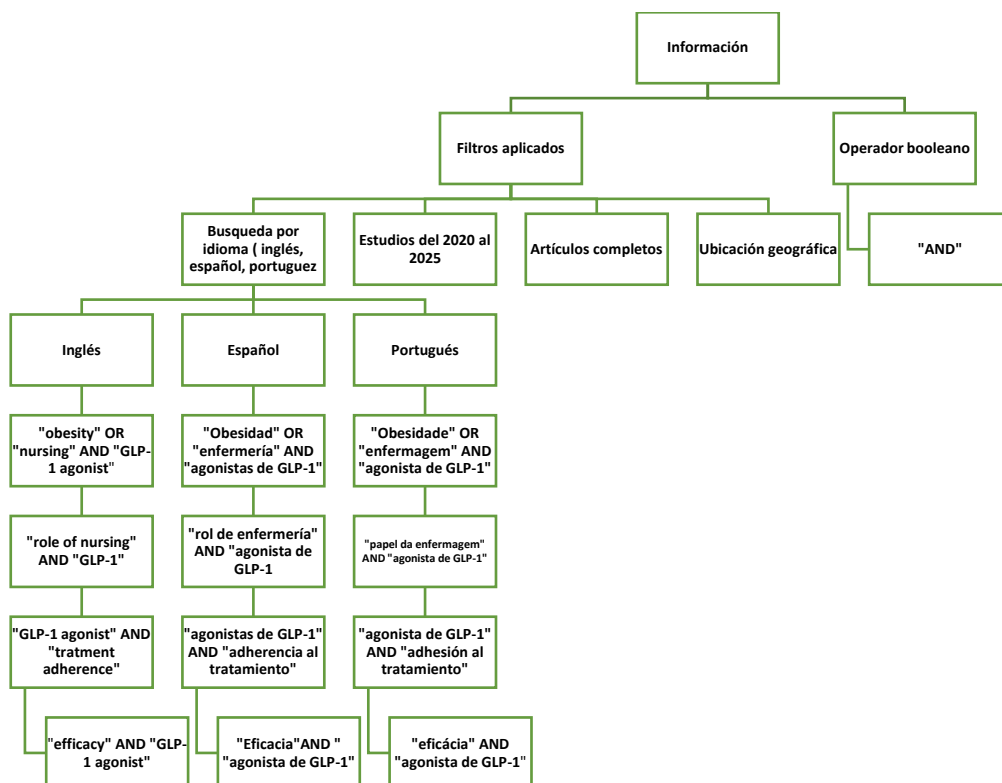 Información
Filtros aplicados
Operador booleano
Busqueda por
idioma ( inglés,
español, portuguez
Estudios del 2020 al
2025
Artículos completos
Ubicación geográfica
"AND"
Inglés
Español
Portugués
"obesity" OR
"nursing" AND "GLP-
1 agonist"
"Obesidad" OR
"enfermería" AND
"agonistas de GLP-1"
"Obesidade" OR
"enfermagem" AND
"agonista de GLP-1"
"role of nursing"
AND "GLP-1"
"rol de enfermería"
AND "agonista de
GLP-1
"papel da enfermagem"
AND "agonista de GLP-1"
"GLP-1 agonist" AND
"tratment
adherence"
"agonistas de GLP-1"
AND "adherencia al
tratamiento"
"agonista de GLP-1"
AND "adhesión al
tratamiento"
"efficacy" AND "GLP-
1 agonist"
"Eficacia"AND "
"agonista de GLP-1"
"eficácia" AND
"agonista de GLP-1"